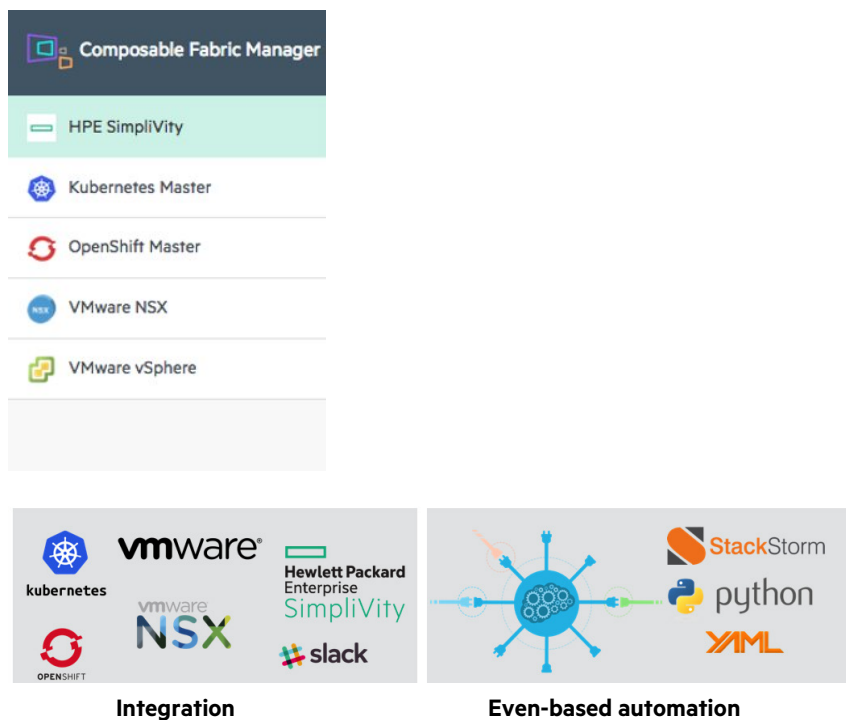 Composable Fabric Manager
HPE SimpliVity
Kubernetes Master
OpenShift Master
NSX
VMware NSX
VMware vSphere
kubernetes
vmware®
Hewlett Packard
Enterprise
SimpliVity
vmware
NSX
OPENSHIFT
slack
StackStorm
python
YAML
Integration
Even-based automation